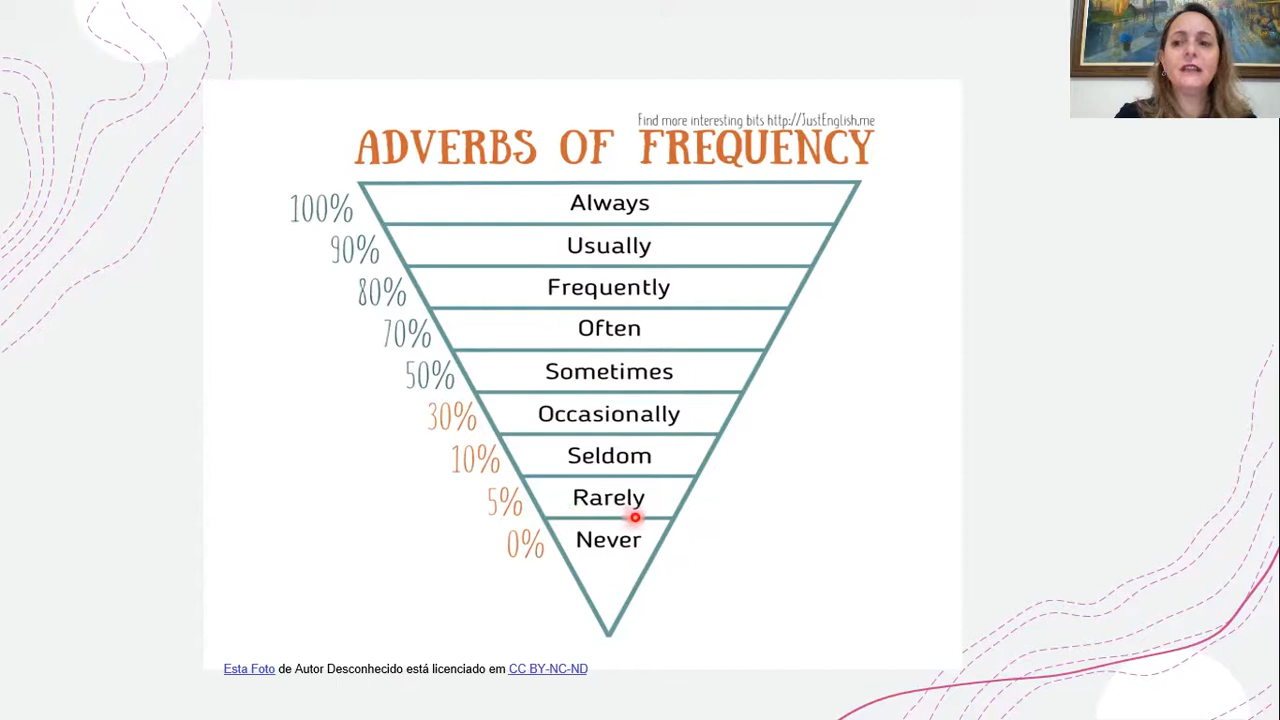 Find more interesting bits http://JustEnglish.me
ADVERBS OF FREQUENCY
100% Always
90% Usually
80% Frequently
70% Often
50% Sometimes
30% Occasionally
10% Seldom
5% Rarely
0% Never
Esta Foto de Autor Desconhecido está licenciado em CC BY-NC-ND